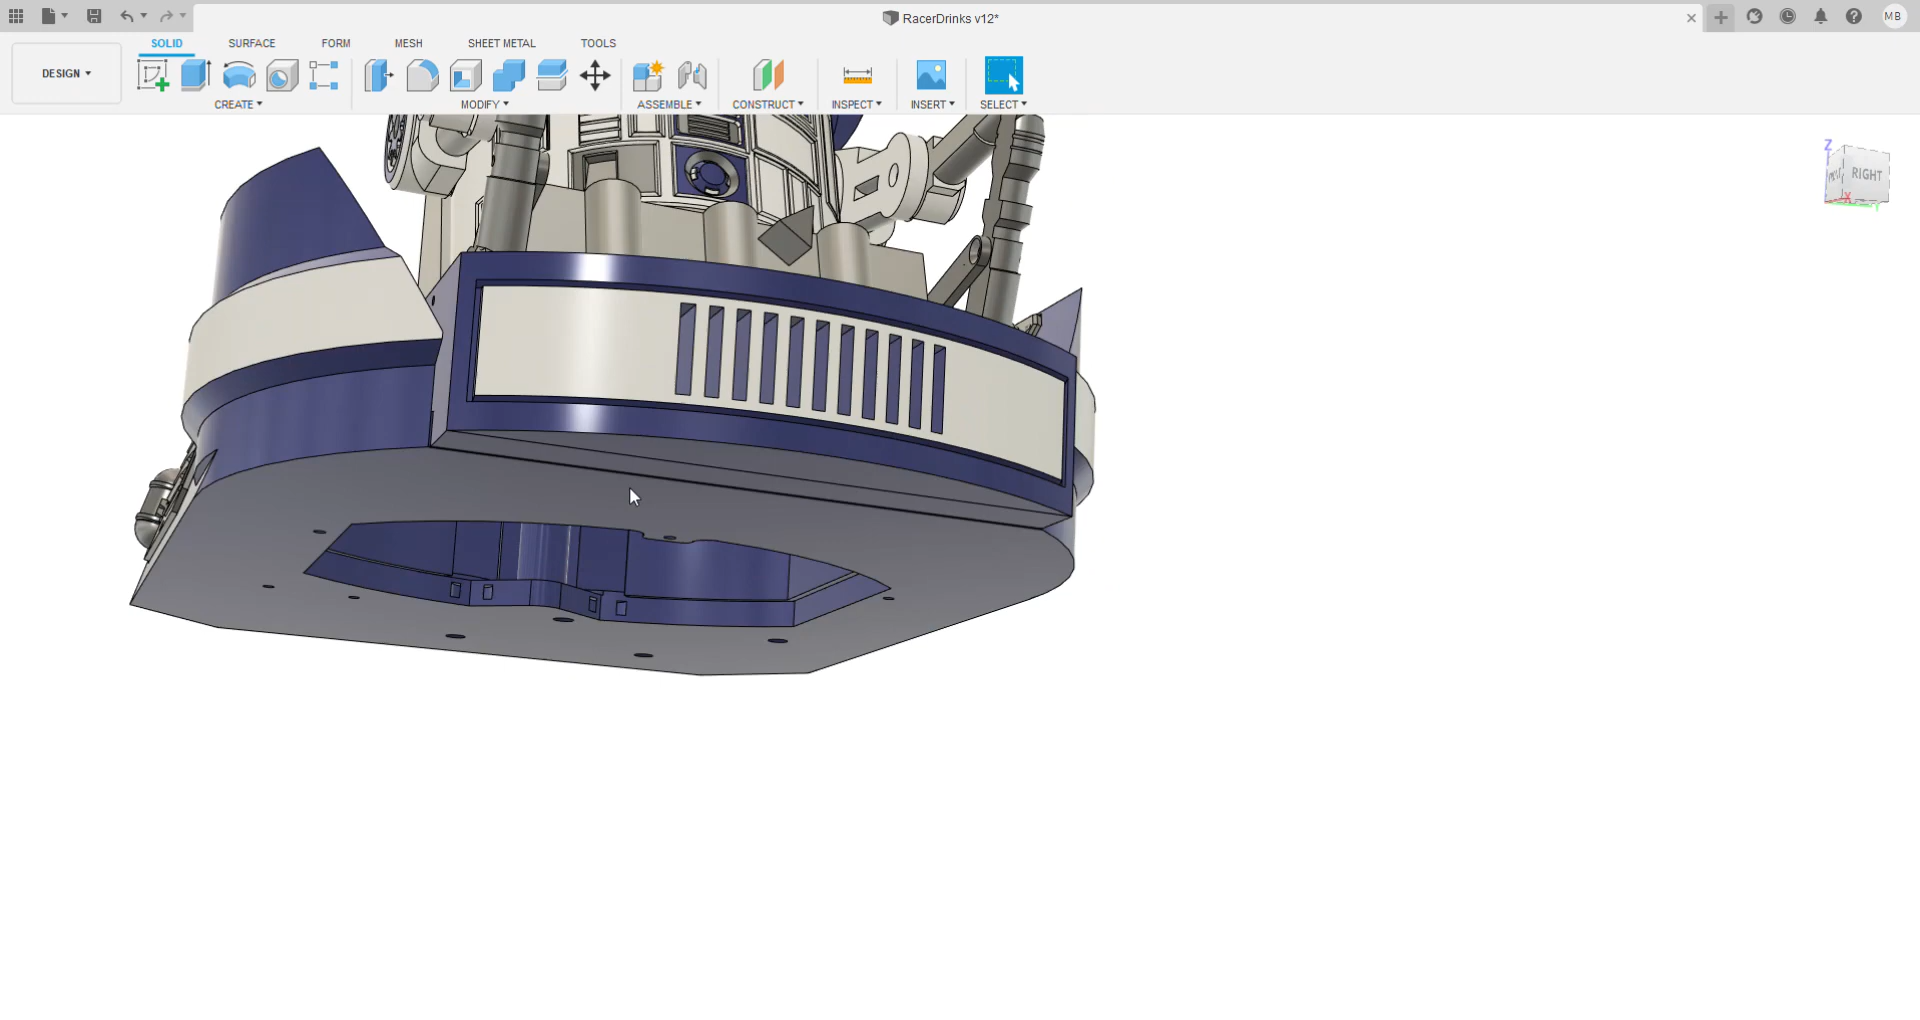 RacerDrinks v12*
MB
SOLID
SURFACE
FORM
MESH
SHEET METAL
TOOLS
DESIGN
CREATE
MODIFY
ASSEMBLE
CONSTRUCT
INSPECT
INSERT
SELECT
Z
RIGHT
X
Y